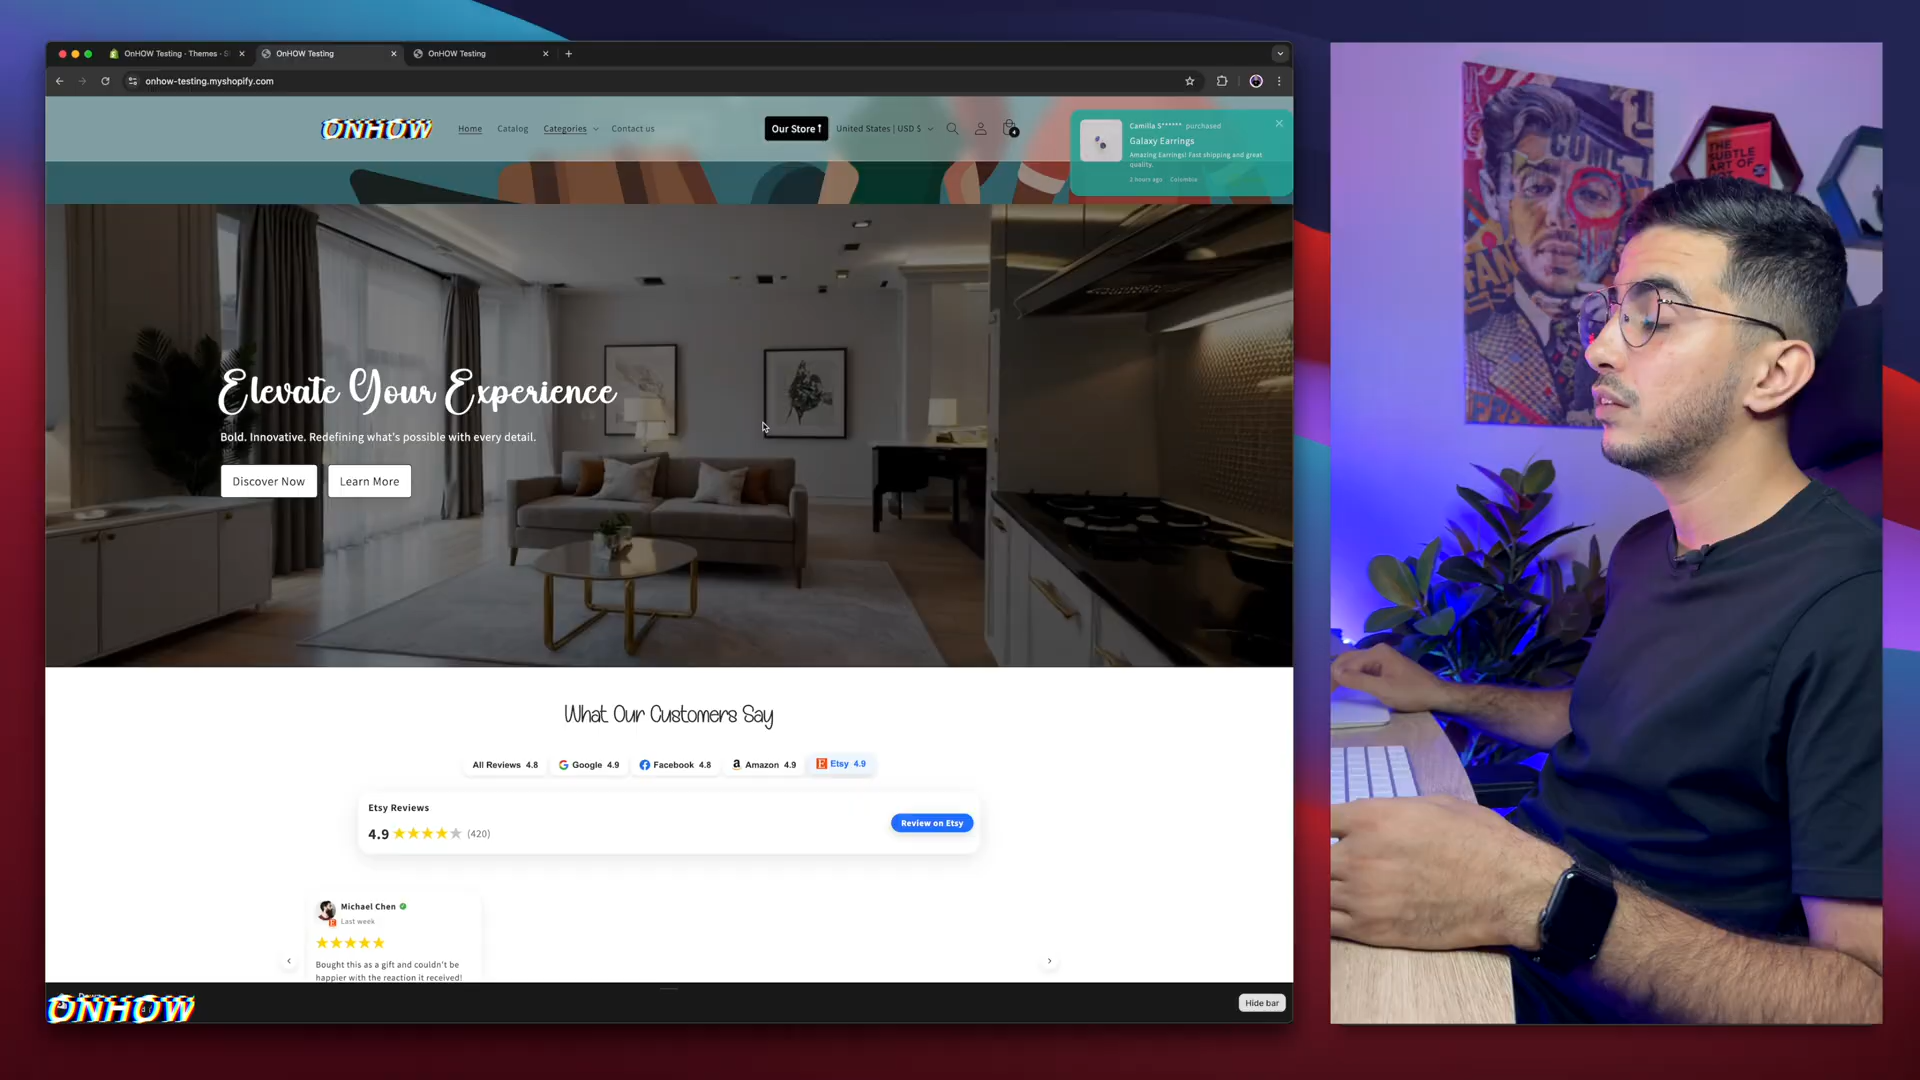 OnHOW Testing - Themes - S
OnHOW Testing
OnHOW Testing
onhow-testing.myshopify.com
ONHOW
Home
Catalog
Categories
Contact us
Our Store
United States | USD $
4
Camilla S****** purchased
Galaxy Earrings
Amazing Earrings! Fast shipping and great
quality.
2 hours ago Colombia
Elevate Your Experience
Bold. Innovative. Redefining what's possible with every detail.
Discover Now
Learn More
What Our Customers Say
All Reviews 4.8
Google 4.9
Facebook 4.8
Amazon 4.9
Etsy 4.9
Etsy Reviews
4.9 (420)
Review on Etsy
Michael Chen
Last week
Bought this as a gift and couldn't be
happier with the reaction it received!
ONHOW
Hide bar
COME
FAN
THE
SUBTLE
ART OF